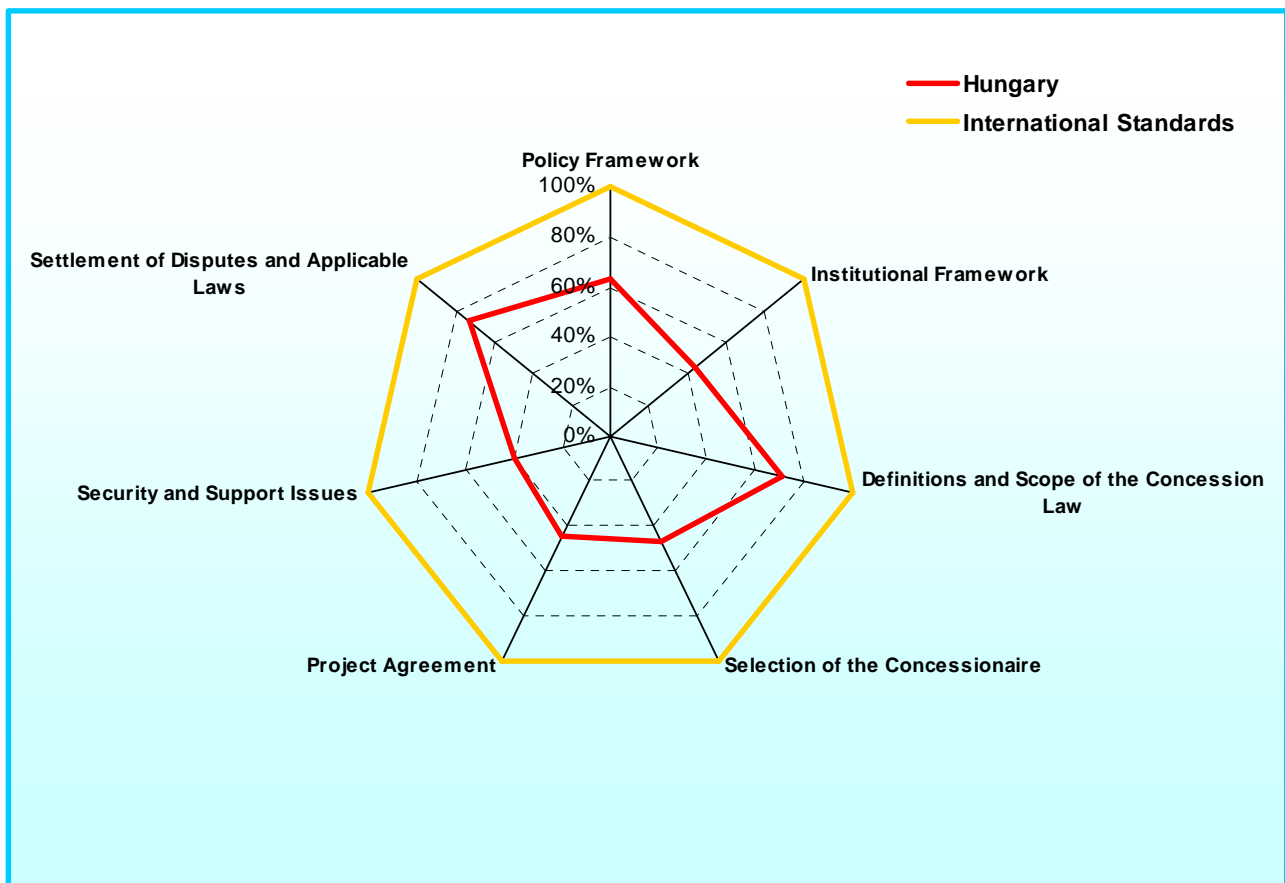 Hungary
International Standards
Policy Framework
100%
80%
60%
40%
20%
0%
Institutional Framework
Definitions and Scope of the Concession
Law
Selection of the Concessionaire
Project Agreement
Security and Support Issues
Settlement of Disputes and Applicable
Laws